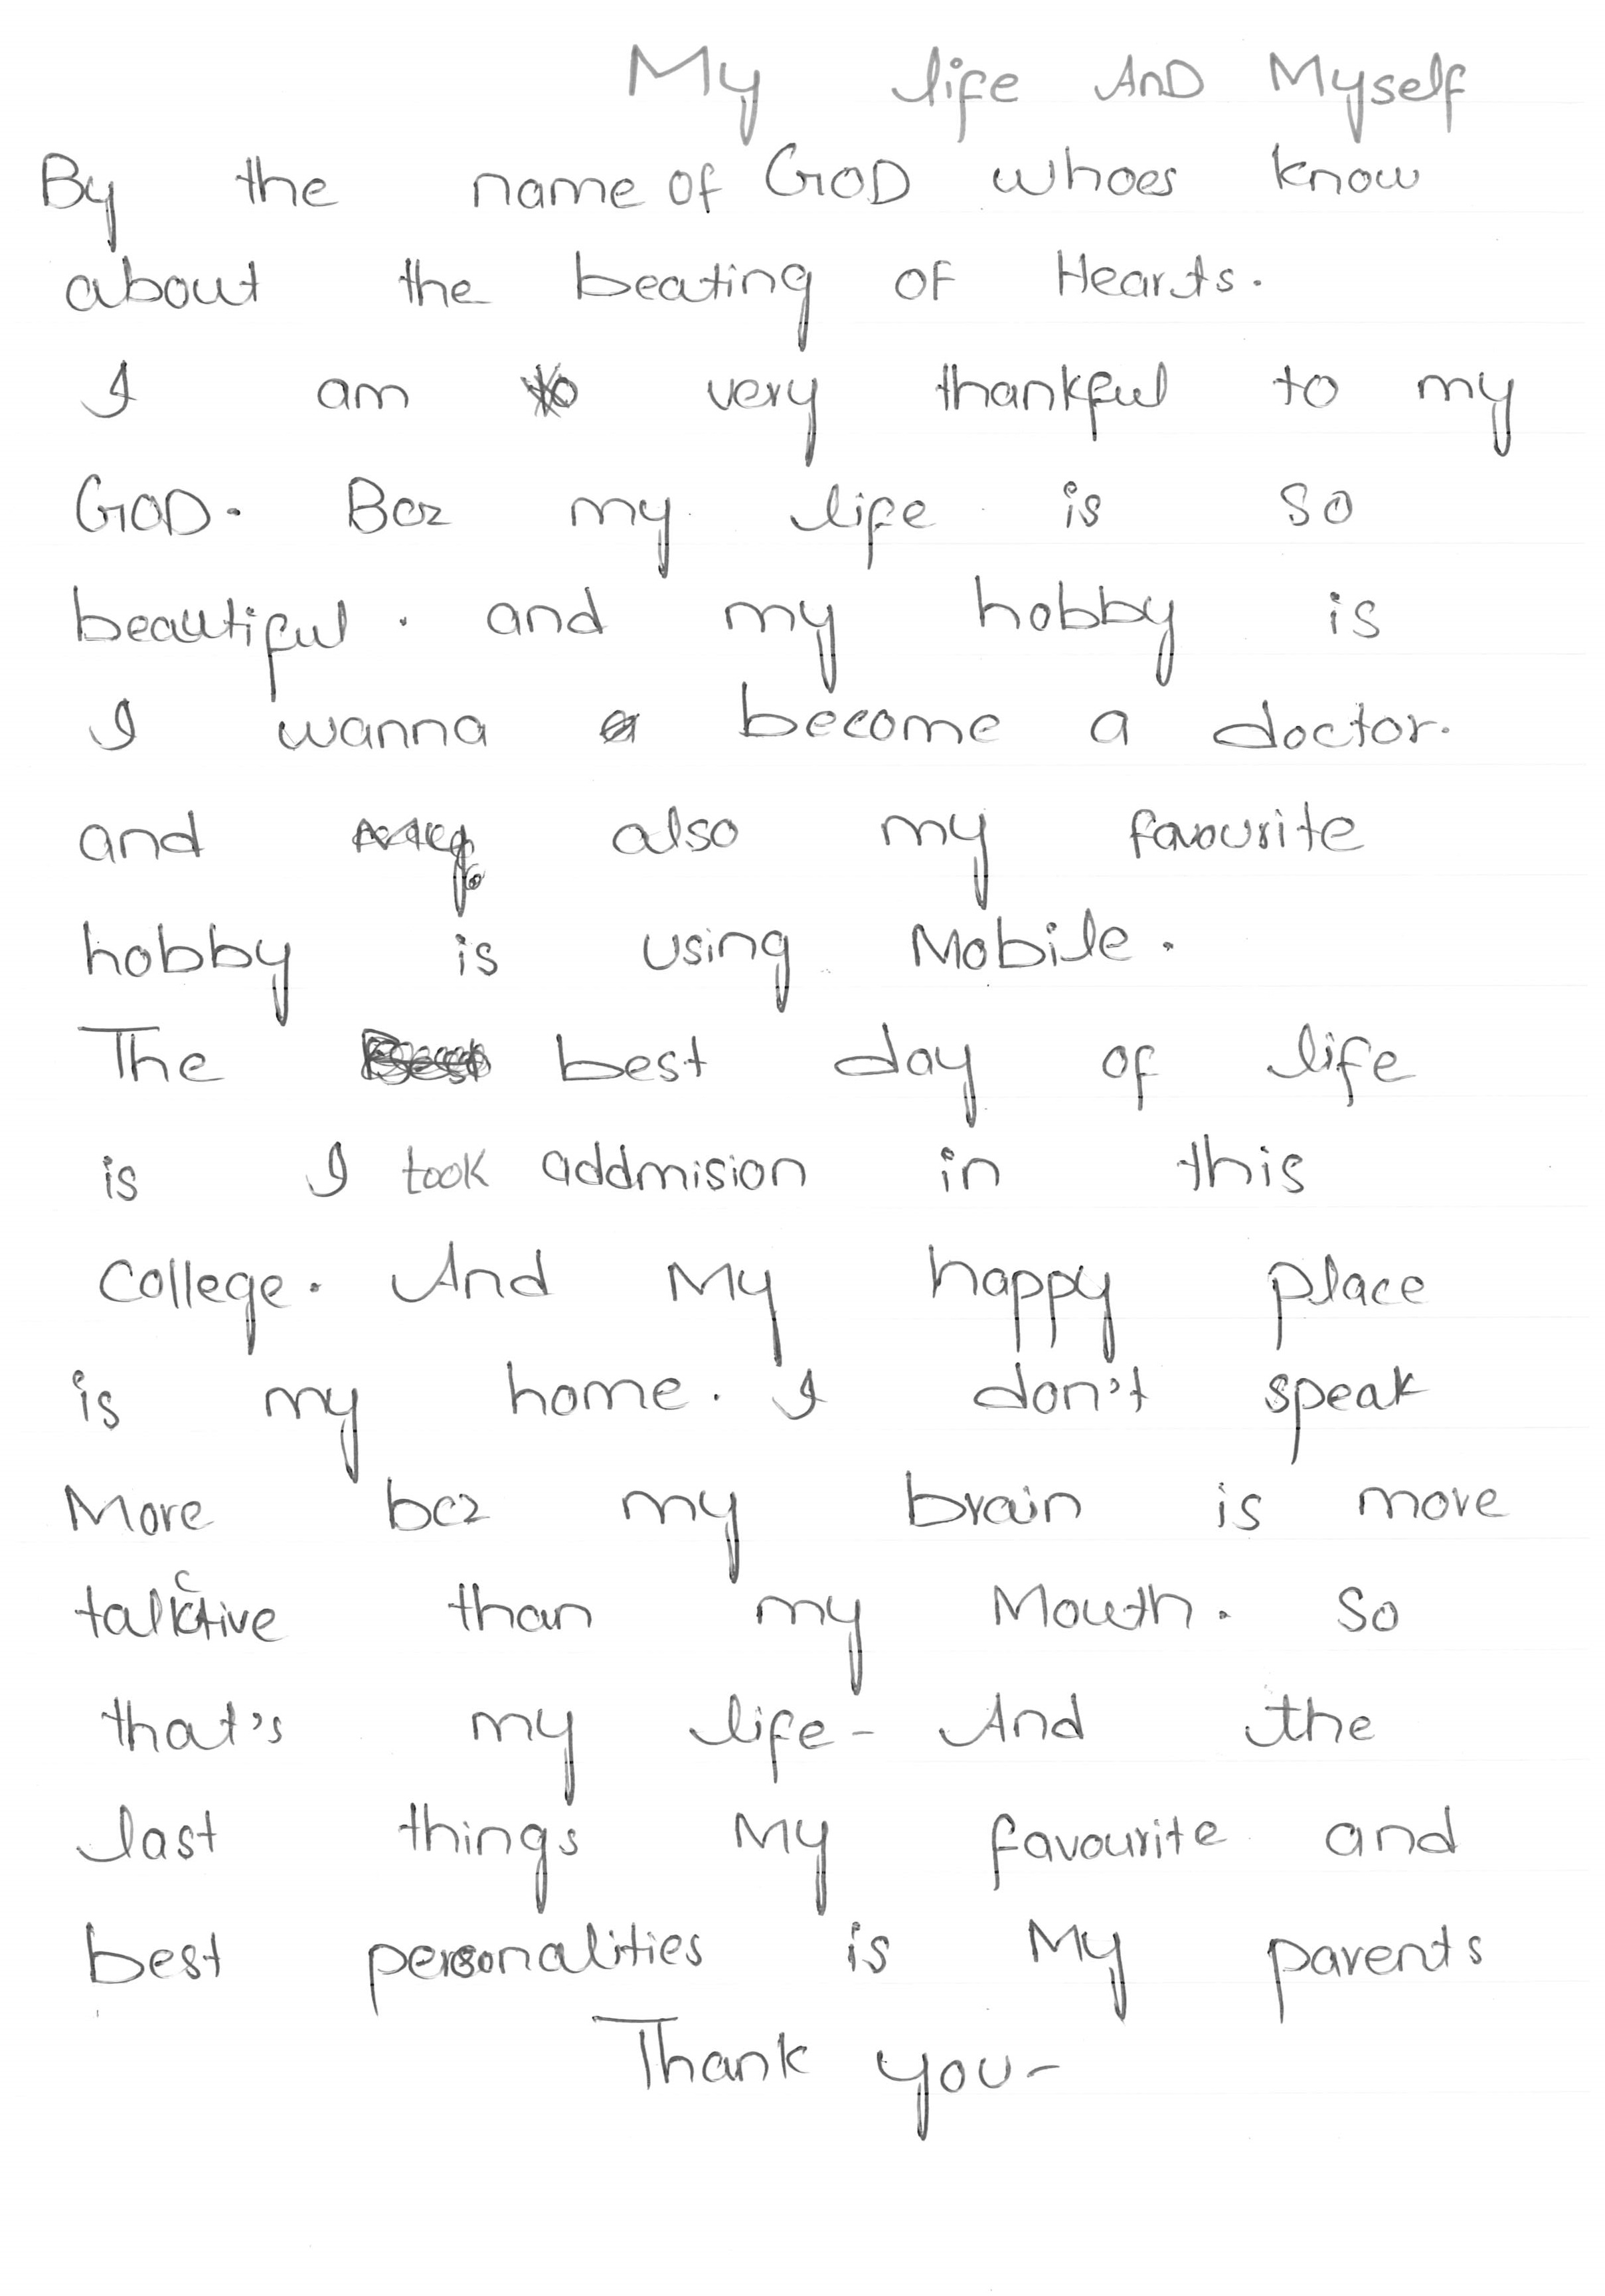 My life AnD Myself
By the name of GOD whoes know
about the beating of Hearts.
I am very thankful to my
GOD. Bcz my life is so
beautiful. and my hobby is
I wanna become a doctor.
and also my favourite
hobby is using Mobile.
The best day of life
is I took addmision in this
College. And My happy place
is my home. I don't speak
More bcz my brain is more
talkctive than my Mouth. So
that's my life- And the
last things My favourite and
best personalities is My parents
Thank you-